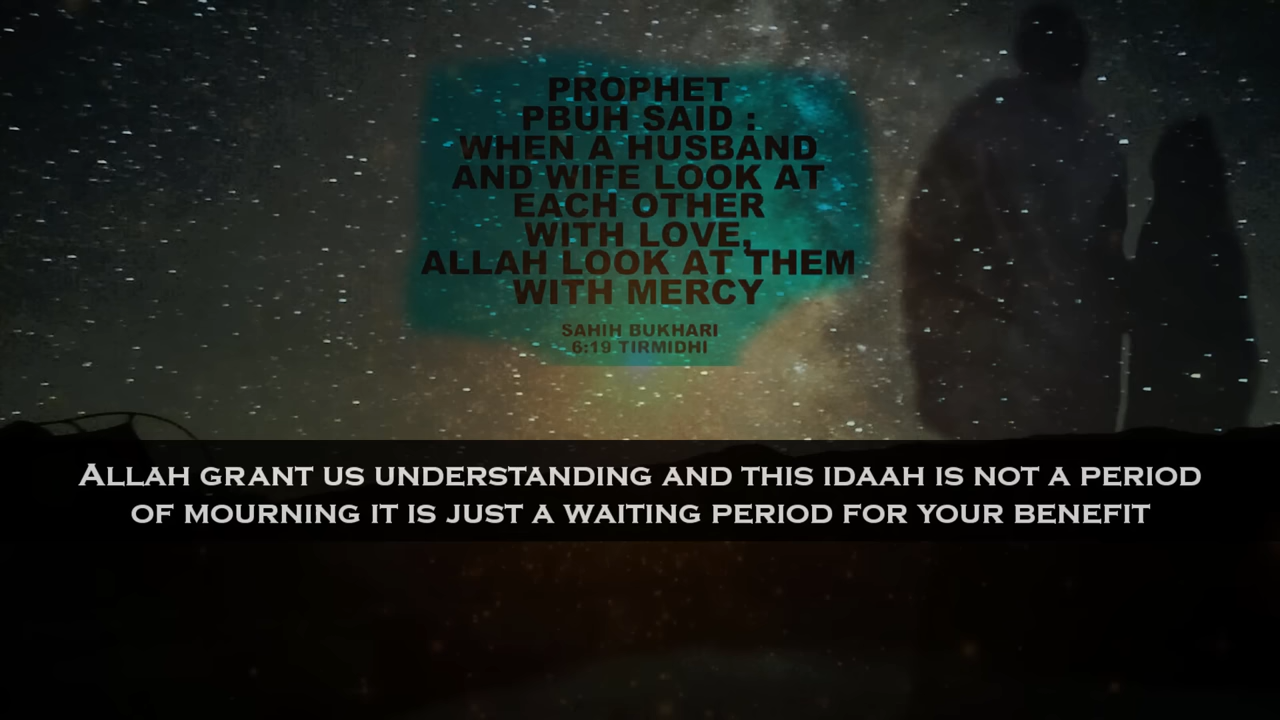 PROPHET
PBUH SAID :
WHEN A HUSBAND
AND WIFE LOOK AT
EACH OTHER
WITH LOVE,
ALLAH LOOK AT THEM
WITH MERCY
SAHIH BUKHARI
6:19 TIRMIDHI
ALLAH GRANT US UNDERSTANDING AND THIS IDAAH IS NOT A PERIOD
OF MOURNING IT IS JUST A WAITING PERIOD FOR YOUR BENEFIT